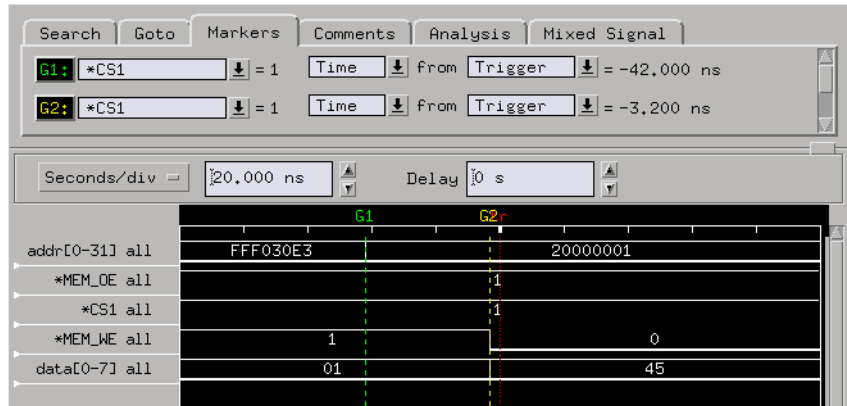 Search Goto Markers Comments Analysis Mixed Signal
G1: *CS1 = 1 Time from Trigger = -42.000 ns
G2: *CS1 = 1 Time from Trigger = -3.200 ns
Seconds/div 20.000 ns Delay 0 s
G1 G2
addr[0-31] all FFF030E3 20000001
*MEM_OE all 1
*CS1 all 1
*MEM_WE all 1 0
data[0-7] all 01 45